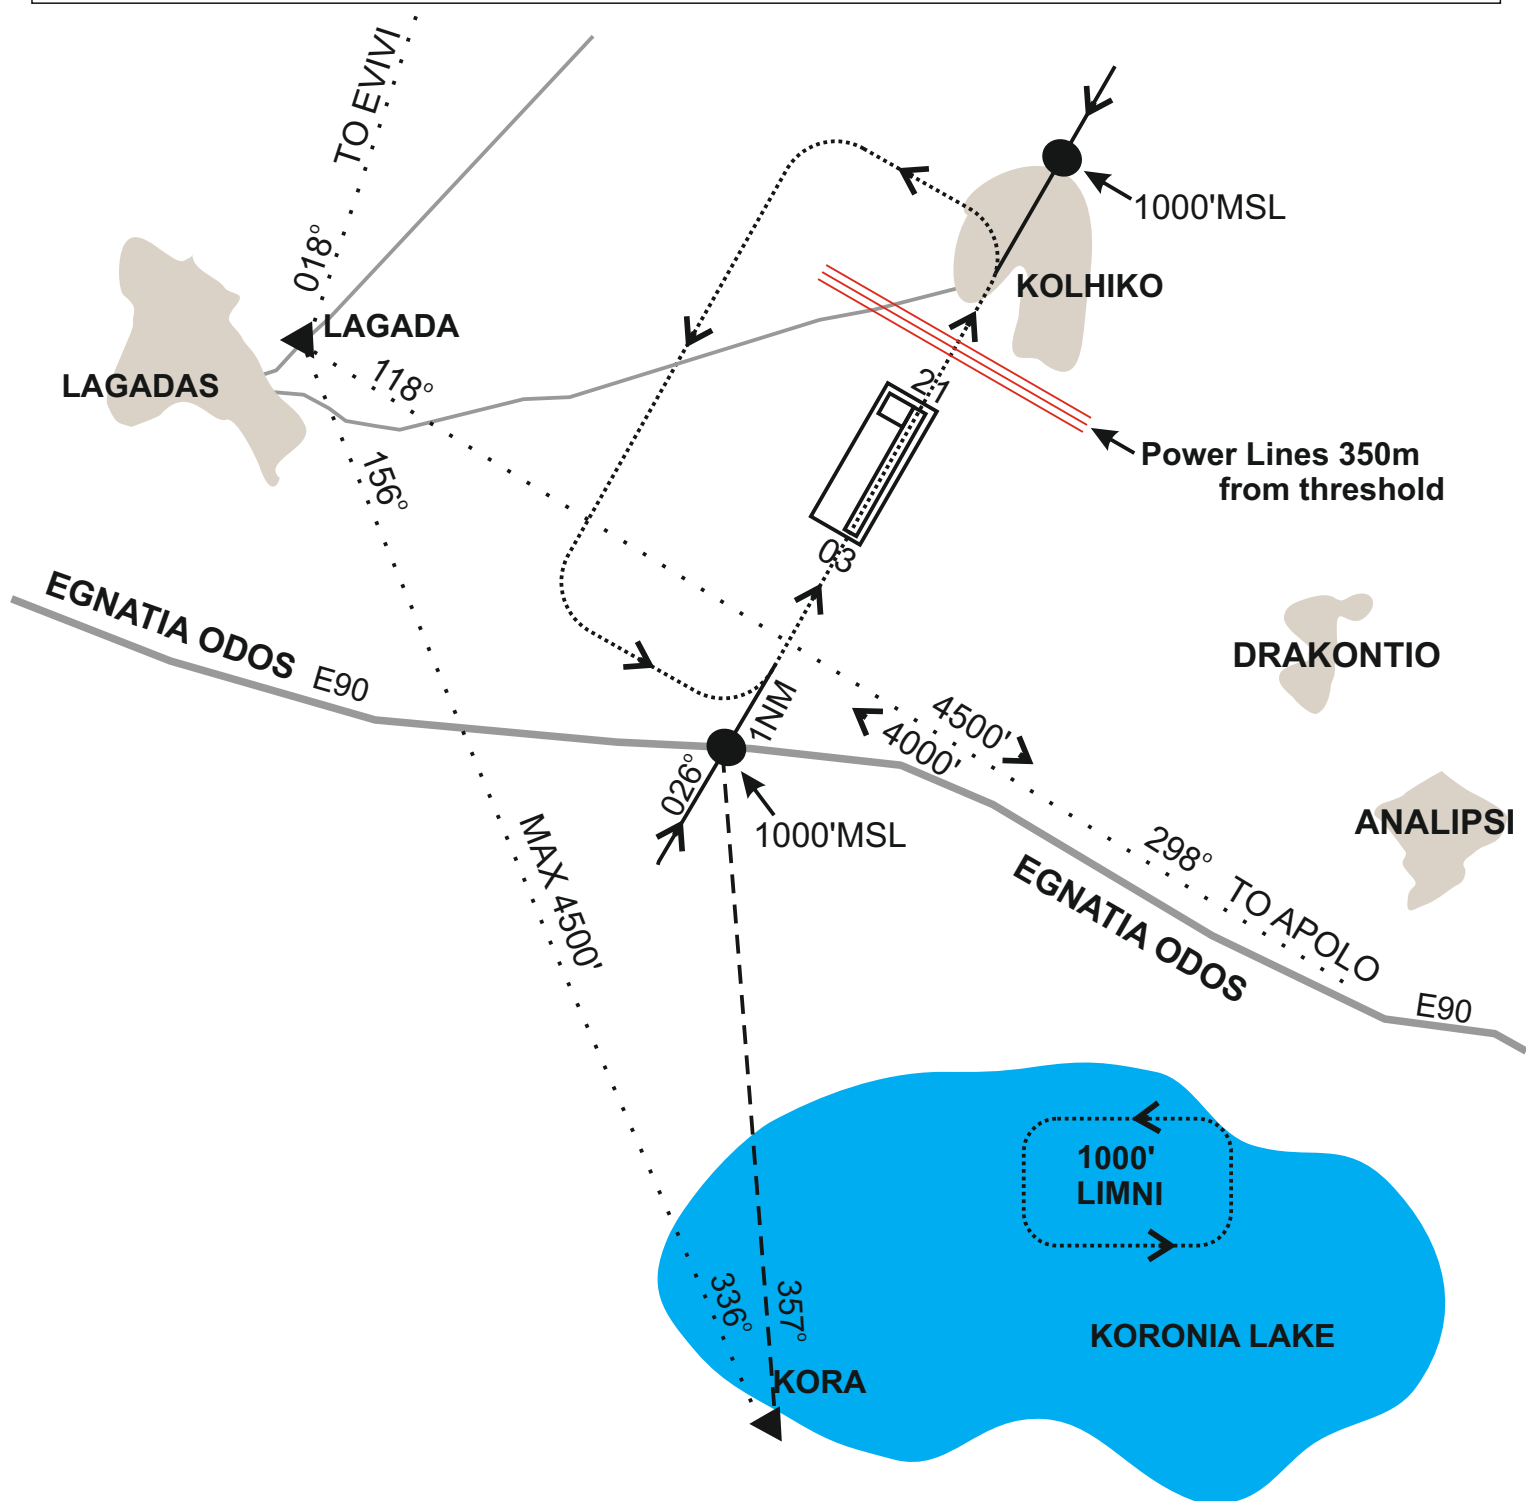 TO EVIVI
018°
1000'MSL
KOLHIKO
LAGADA
LAGADAS
118°
21
Power Lines 350m
from threshold
156°
03
EGNATIA ODOS
E90
DRAKONTIO
1NM
4500'
4000'
026°
1000'MSL
MAX 4500'
ANALIPSI
298°
TO APOLO
EGNATIA ODOS
E90
1000'
LIMNI
336°
357°
KORONIA LAKE
KORA